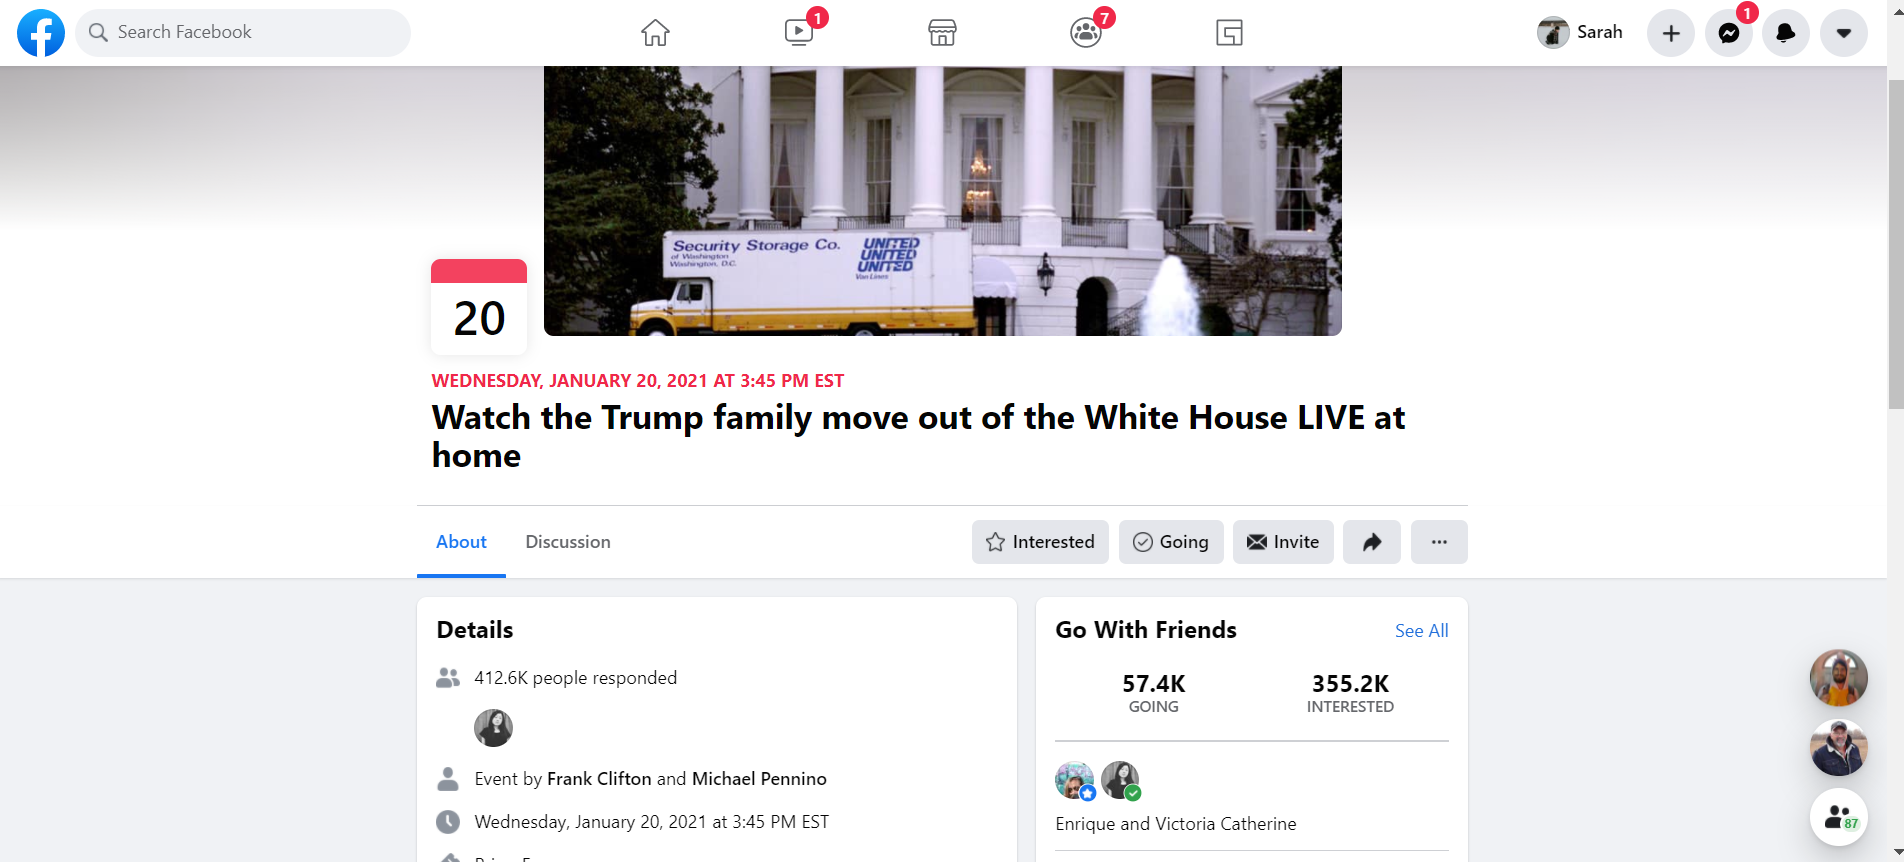 Search Facebook
1
7
Sarah
1
Security Storage Co.
of Washington
Washington, D.C.
UNITED
UNITED
UNITED
Van Lines
20
WEDNESDAY, JANUARY 20, 2021 AT 3:45 PM EST
Watch the Trump family move out of the White House LIVE at
home
About
Discussion
Interested
Going
Invite
Details
412.6K people responded
Event by Frank Clifton and Michael Pennino
Wednesday, January 20, 2021 at 3:45 PM EST
Go With Friends
See All
57.4K
355.2K
GOING
INTERESTED
Enrique and Victoria Catherine
87